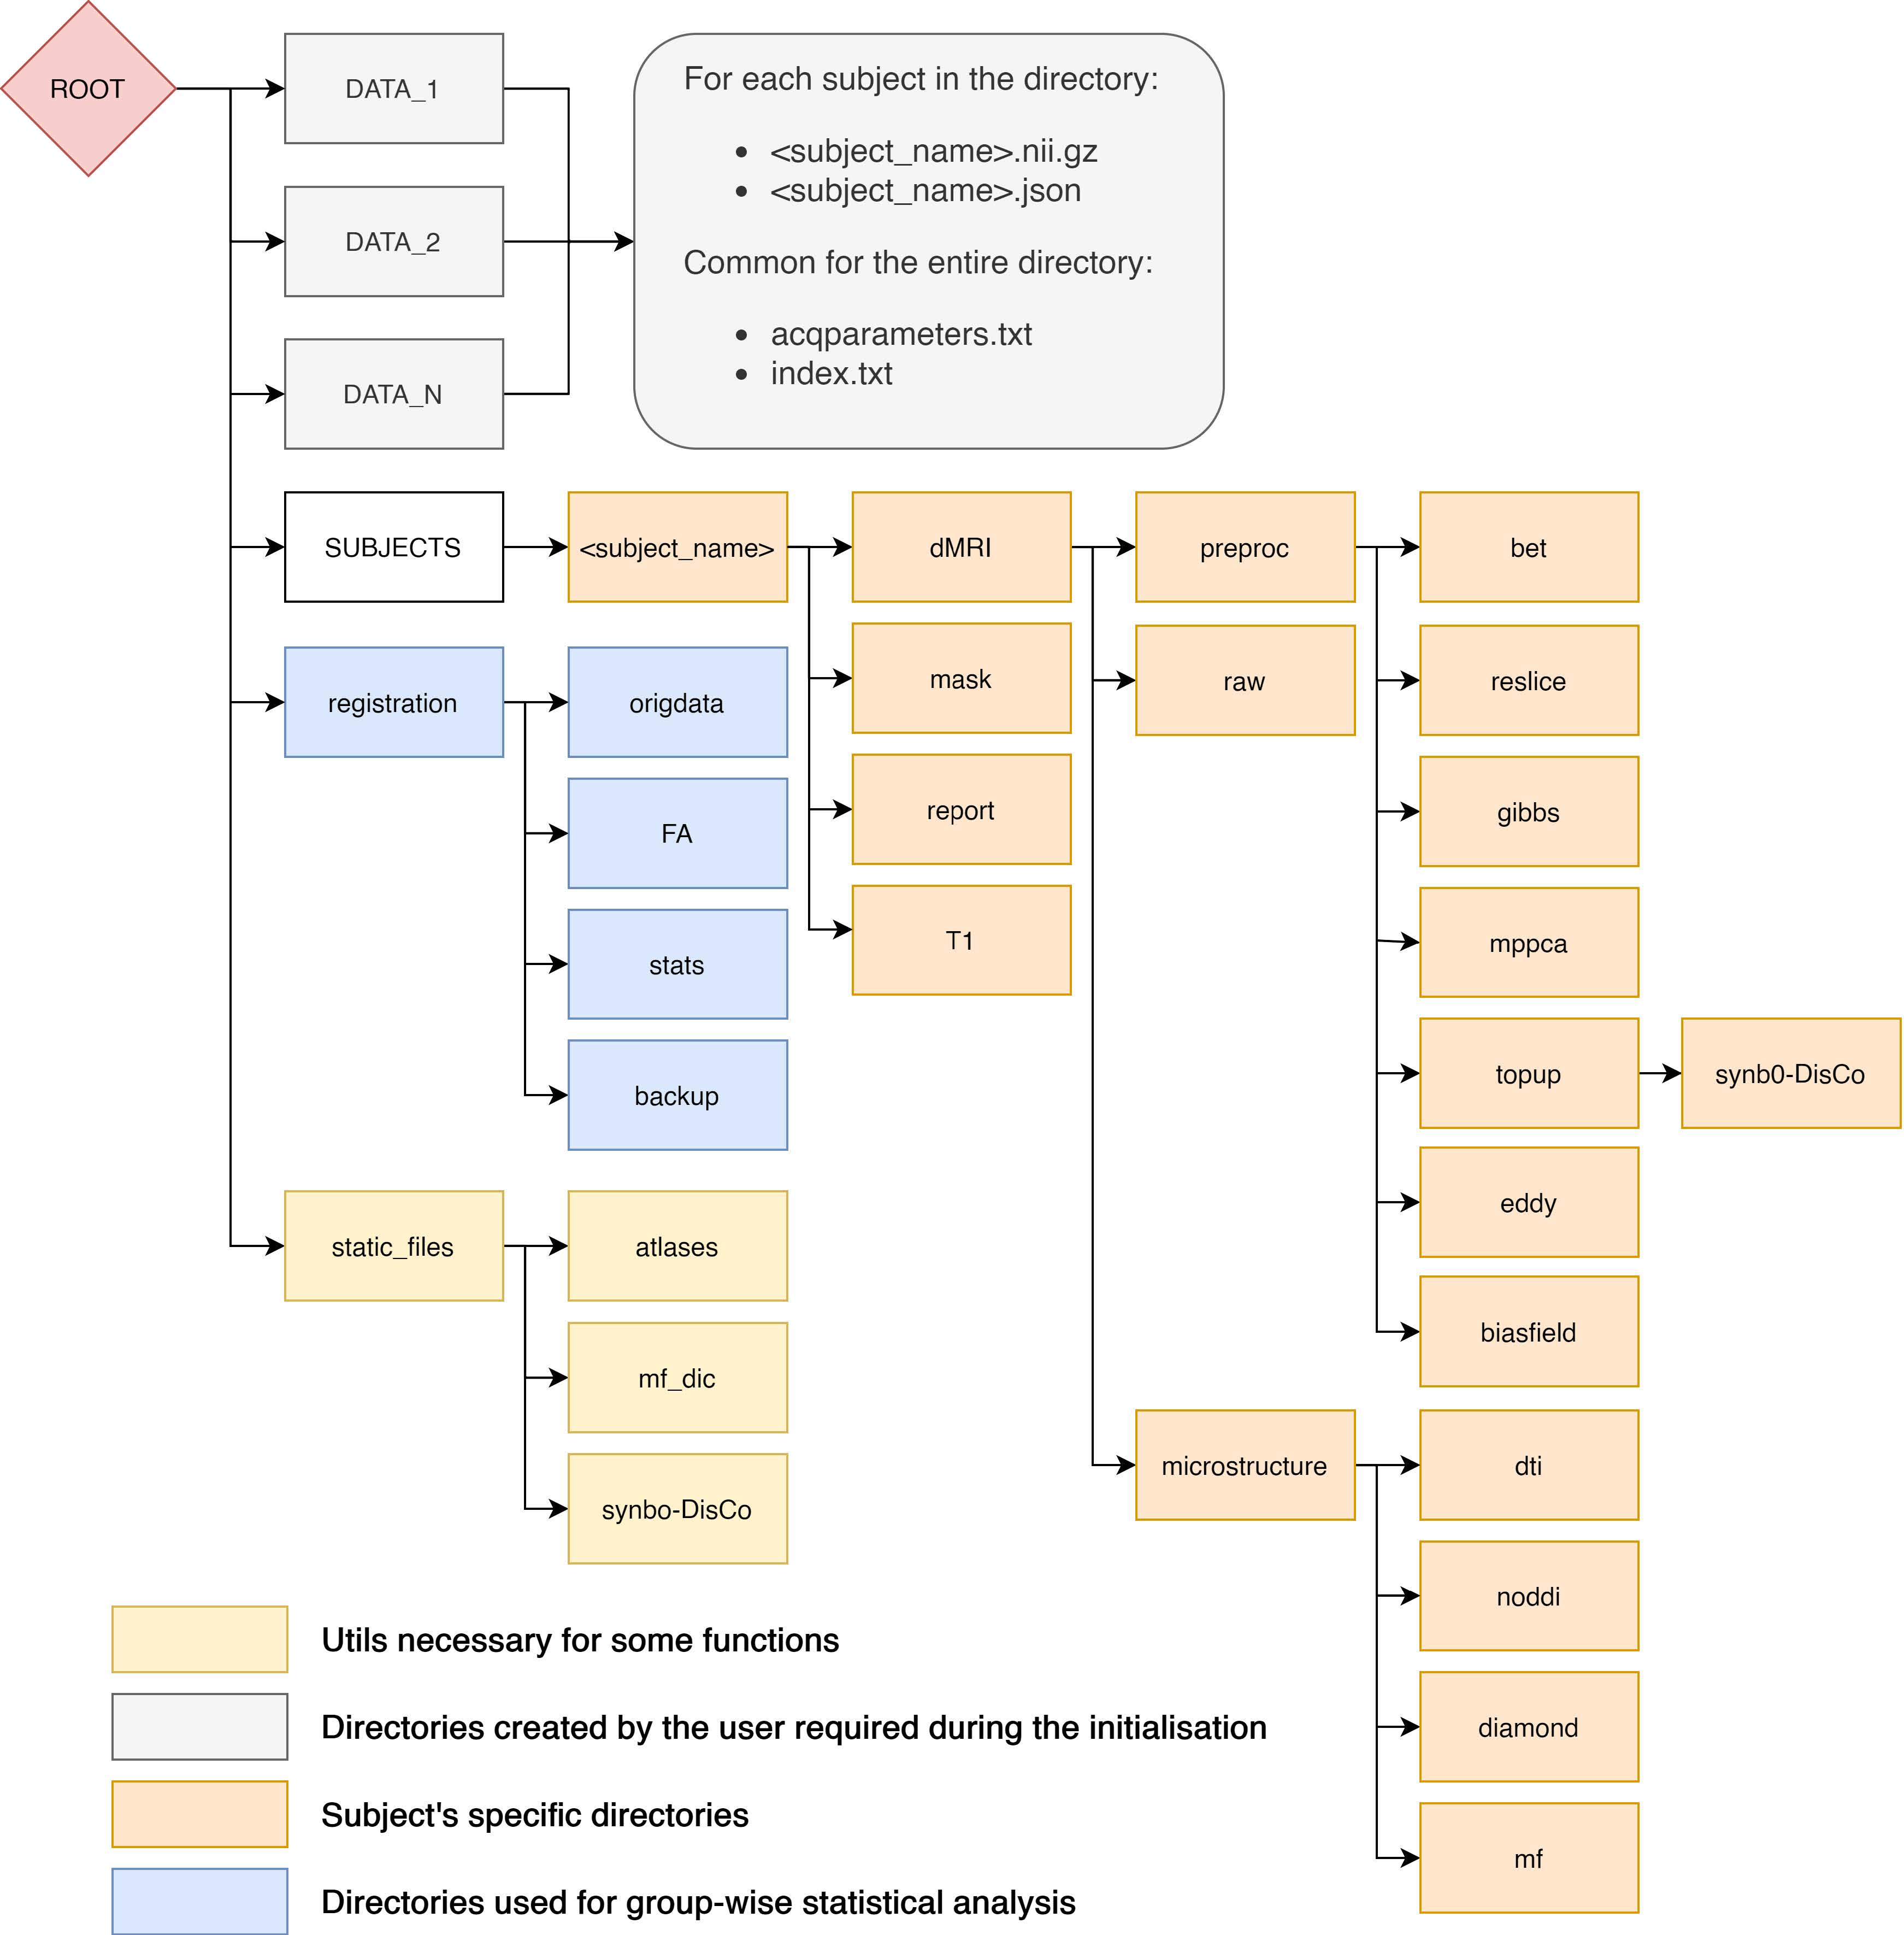 ROOT
DATA_1
DATA_2
DATA_N
For each subject in the directory:
• <subject_name>.nii.gz
• <subject_name>.json
Common for the entire directory:
• acqparameters.txt
• index.txt
SUBJECTS
<subject_name>
dMRI
preproc
bet
mask
raw
reslice
registration
origdata
report
gibbs
FA
T1
mppca
stats
topup
synb0-DisCo
backup
eddy
static_files
atlases
biasfield
mf_dic
microstructure
dti
synbo-DisCo
noddi
diamond
mf
Utils necessary for some functions
Directories created by the user required during the initialisation
Subject's specific directories
Directories used for group-wise statistical analysis